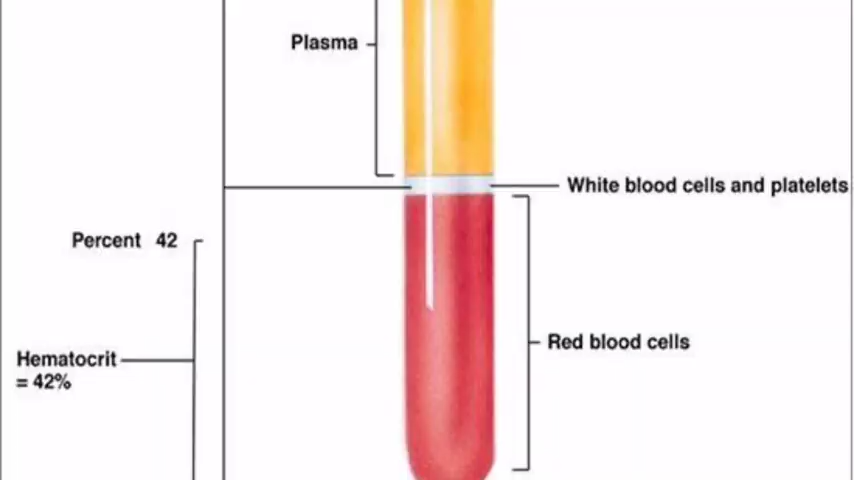 Plasma
White blood cells and platelets
Percent 42
Red blood cells
Hematocrit
= 42%